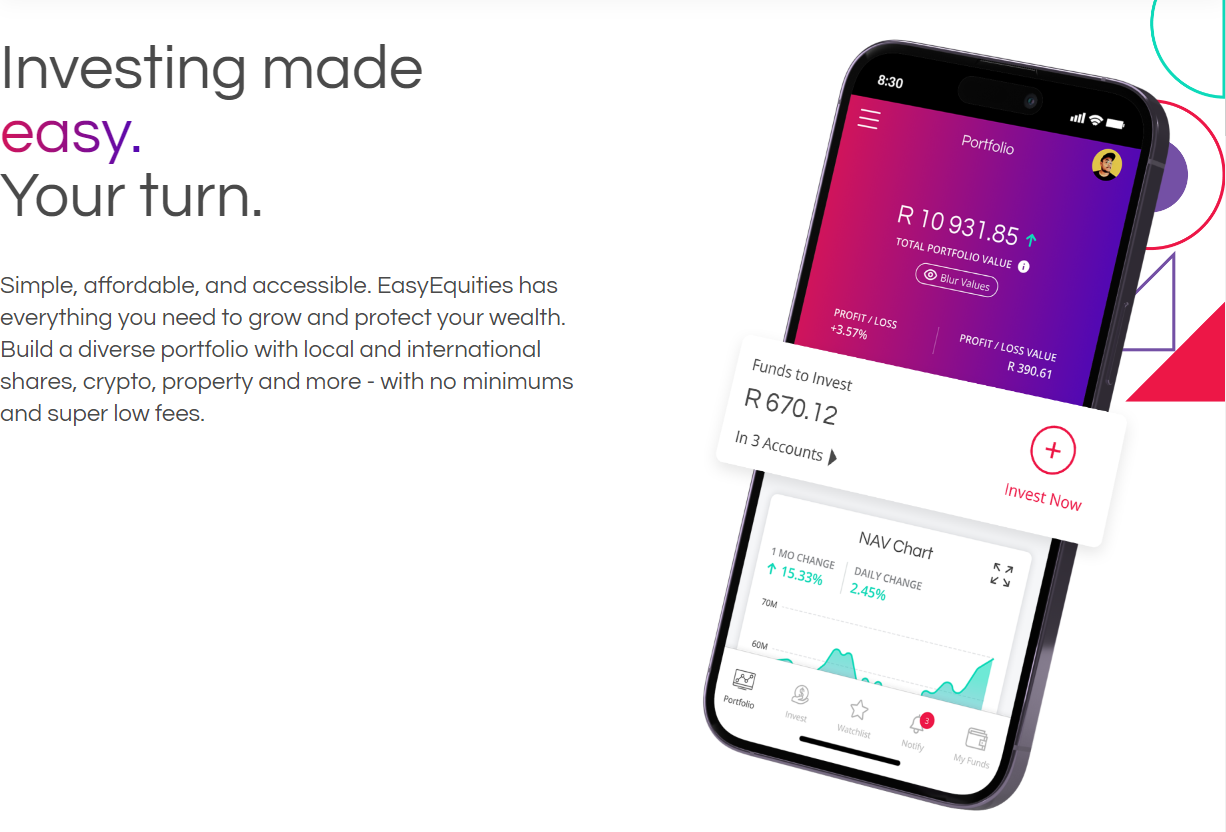 Investing made
easy.
Your turn.
Simple, affordable, and accessible. EasyEquities has
everything you need to grow and protect your wealth.
Build a diverse portfolio with local and international
shares, crypto, property and more - with no minimums
and super low fees.
8:30
Portfolio
R 10 931.85
TOTAL PORTFOLIO VALUE i
Blur Values
PROFIT / LOSS
+3.57%
PROFIT / LOSS VALUE
R 390.61
Funds to Invest
R 670.12
In 3 Accounts
Invest Now
NAV Chart
1 MO CHANGE
15.33%
DAILY CHANGE
2.45%
70M
60M
Portfolio
Invest
Watchlist
3
Notify
My Funds